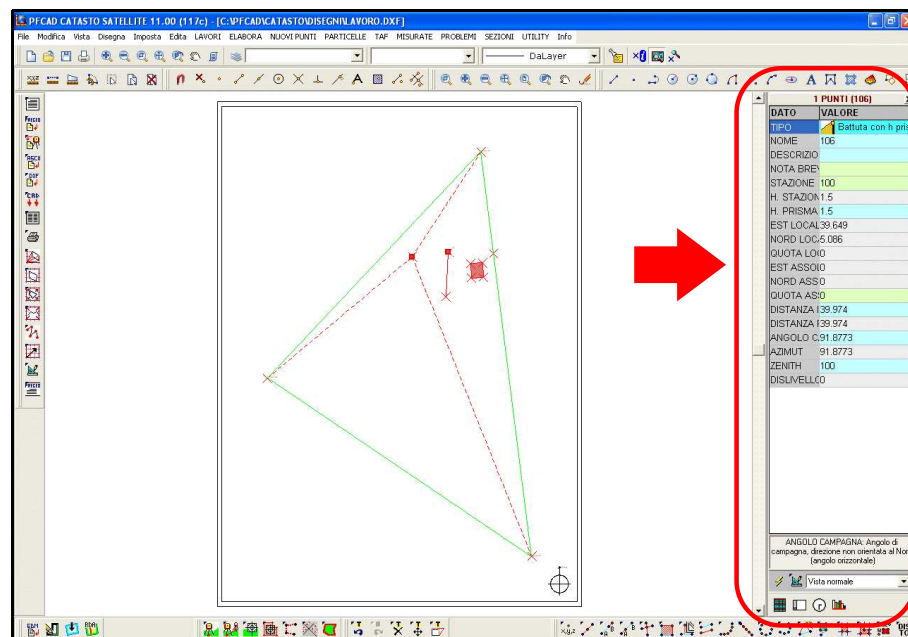 PFCAD CATASTO SATELLITE 11.00 (117c) - [C:\PFCAD\CATASTO\DISEGNI\LAVORO.DXF]
File Modifica Vista Disegna Imposta Edita LAVORI ELABORA NUOVI PUNTI PARTICELLE TAF MISURATE PROBLEMI SEZIONI UTILITY Info
DaLayer
1 PUNTI (106)
DATO VALORE
TIPO Battuta con h pris
NOME 106
DESCRIZIO
NOTA BREV
STAZIONE 100
H. STAZION 1.5
H. PRISMA 1.5
EST LOCAL 39.649
NORD LOC 5.086
QUOTA LO 0
EST ASSO 0
NORD ASS 0
QUOTA AS 0
DISTANZA 39.974
DISTANZA 39.974
ANGOLO C 91.8773
AZIMUT 91.8773
ZENITH 100
DISLIVELL 0
ANGOLO CAMPAGNA: Angolo di
campagna, direzione non orientata al Nor
(angolo orizzontale)
Vista normale